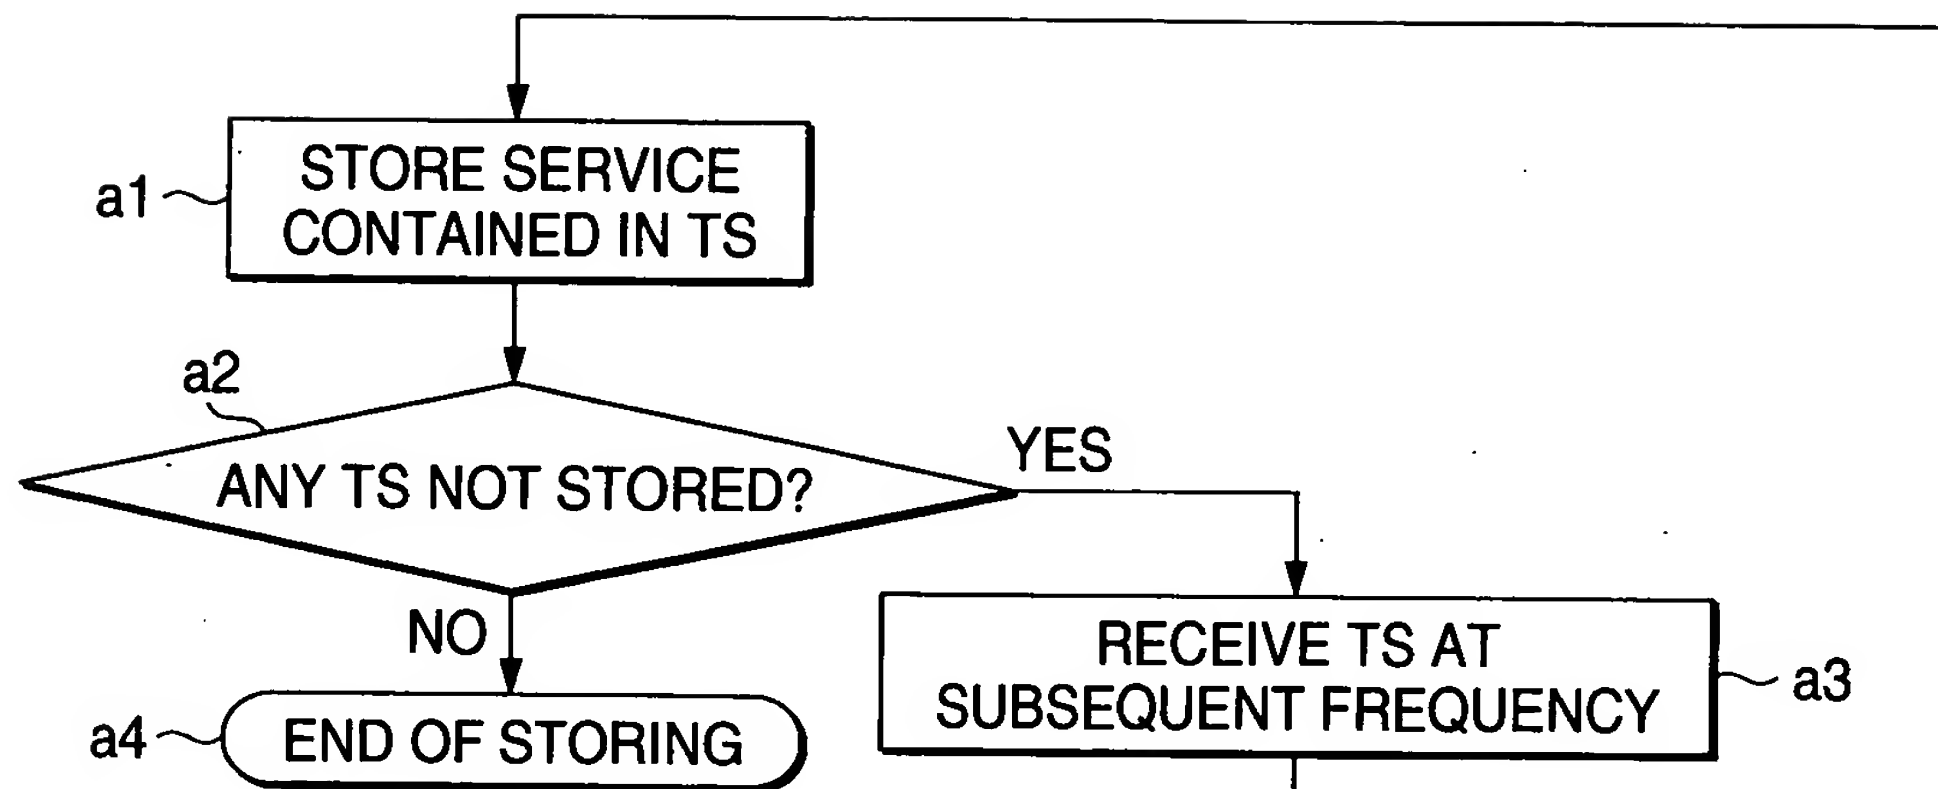 a1
STORE SERVICE
CONTAINED IN TS
a2
ANY TS NOT STORED?
YES
NO
RECEIVE TS AT
SUBSEQUENT FREQUENCY
a3
a4
END OF STORING